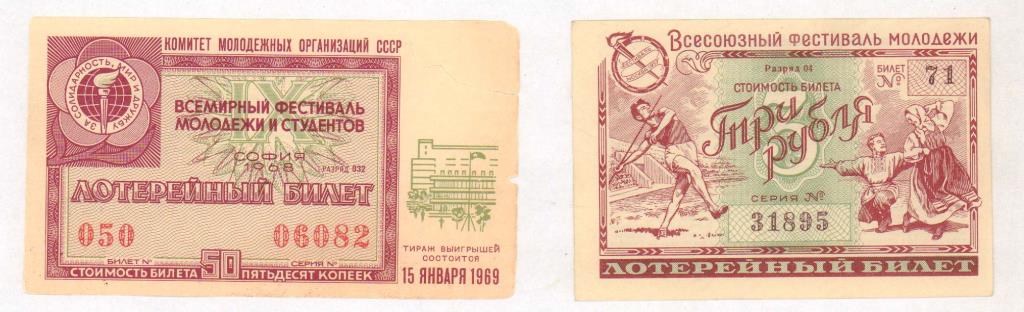 КОМИТЕТ МОЛОДЕЖНЫХ ОРГАНИЗАЦИЙ СССР
ЗА СОЛИДАРНОСТЬ, МИР И ДРУЖБУ
IX
ВСЕМИРНЫЙ ФЕСТИВАЛЬ
МОЛОДЕЖИ И СТУДЕНТОВ
СОФИЯ
1968
РАЗРЯД 032
ЛОТЕРЕЙНЫЙ БИЛЕТ
050 06082
БИЛЕТ № СЕРИЯ №
СТОИМОСТЬ БИЛЕТА 50 ПЯТЬДЕСЯТ КОПЕЕК
ТИРАЖ ВЫИГРЫШЕЙ
СОСТОИТСЯ
15 ЯНВАРЯ 1969
Всесоюзный фестиваль молодежи
Разряд 04
СТОИМОСТЬ БИЛЕТА
БИЛЕТ
№ 71
3
Три
рубля
СЕРИЯ №
31895
ЛОТЕРЕЙНЫЙ БИЛЕТ